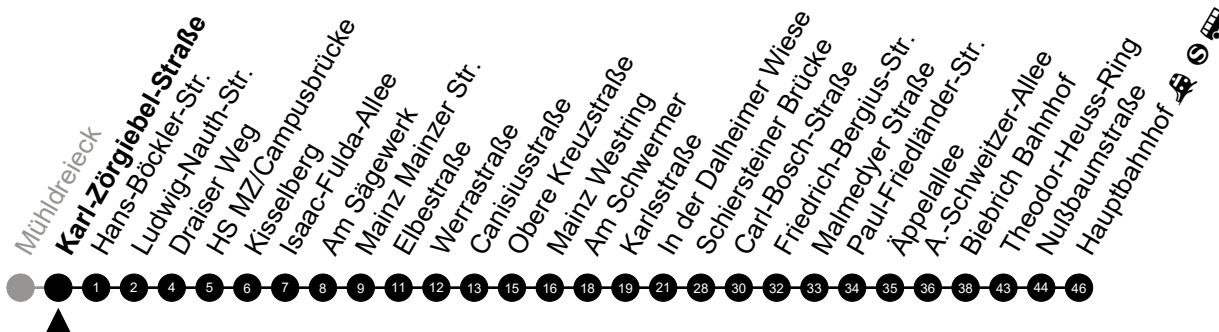 Mühldreieck
Karl-Zörgiebel-Straße
Hans-Böckler-Str.
Ludwig-Nauth-Str.
Draiser Weg
HS MZ/Campusbrücke
Kisselberg
Isaac-Fulda-Allee
Am Sägewerk
Mainz Mainzer Str.
Elbestraße
Werrastraße
Canisiusstraße
Obere Kreuzstraße
Mainz Westring
Am Schwermer
Karlsstraße
In der Dalheimer Wiese
Schiersteiner Brücke
Carl-Bosch-Straße
Friedrich-Bergius-Str.
Malmedyer Straße
Paul-Friedländer-Str.
Äppelallee
A.-Schweitzer-Allee
Biebrich Bahnhof
Theodor-Heuss-Ring
Nußbaumstraße
Hauptbahnhof S
1 2 4 5 6 7 8 9 11 12 13 15 16 18 19 21 28 30 32 33 34 35 36 38 43 44 46